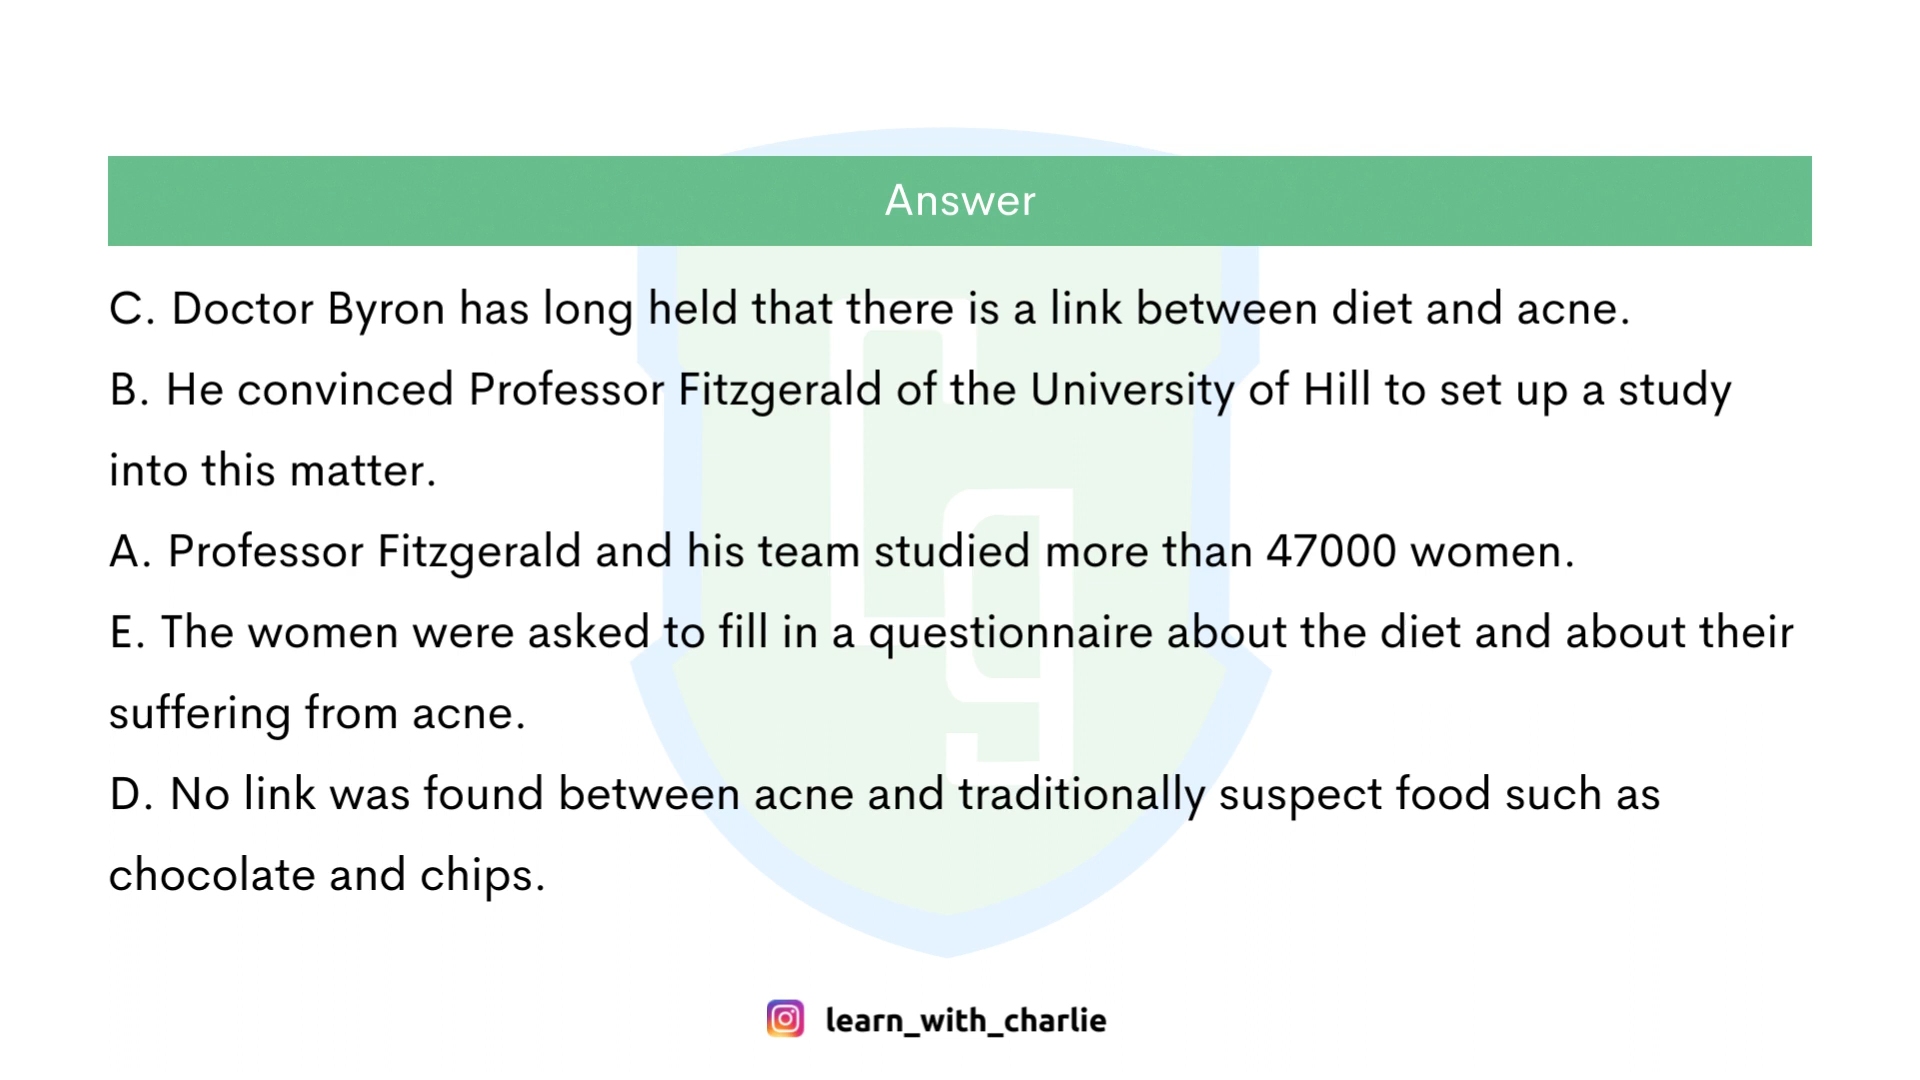 Answer
C. Doctor Byron has long held that there is a link between diet and acne.
B. He convinced Professor Fitzgerald of the University of Hill to set up a study
into this matter.
A. Professor Fitzgerald and his team studied more than 47000 women.
E. The women were asked to fill in a questionnaire about the diet and about their
suffering from acne.
D. No link was found between acne and traditionally suspect food such as
chocolate and chips.
learn_with_charlie